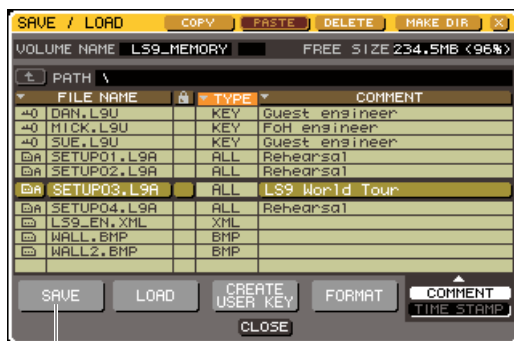 SAVE / LOAD COPY PASTE DELETE MAKE DIR X
VOLUME NAME LS9_MEMORY FREE SIZE 234.5MB (96%)
PATH \
FILE NAME TYPE COMMENT
DAN.L9U KEY Guest engineer
MICK.L9U KEY FoH engineer
SUE.L9U KEY Guest engineer
SETUP01.L9A ALL Rehearsal
SETUP02.L9A ALL Rehearsal
SETUP03.L9A ALL LS9 World Tour
SETUP04.L9A ALL Rehearsal
LS9_EN.XML XML
WALL.BMP BMP
WALL2.BMP BMP
SAVE LOAD CREATE USER KEY FORMAT COMMENT
TIME STAMP
CLOSE